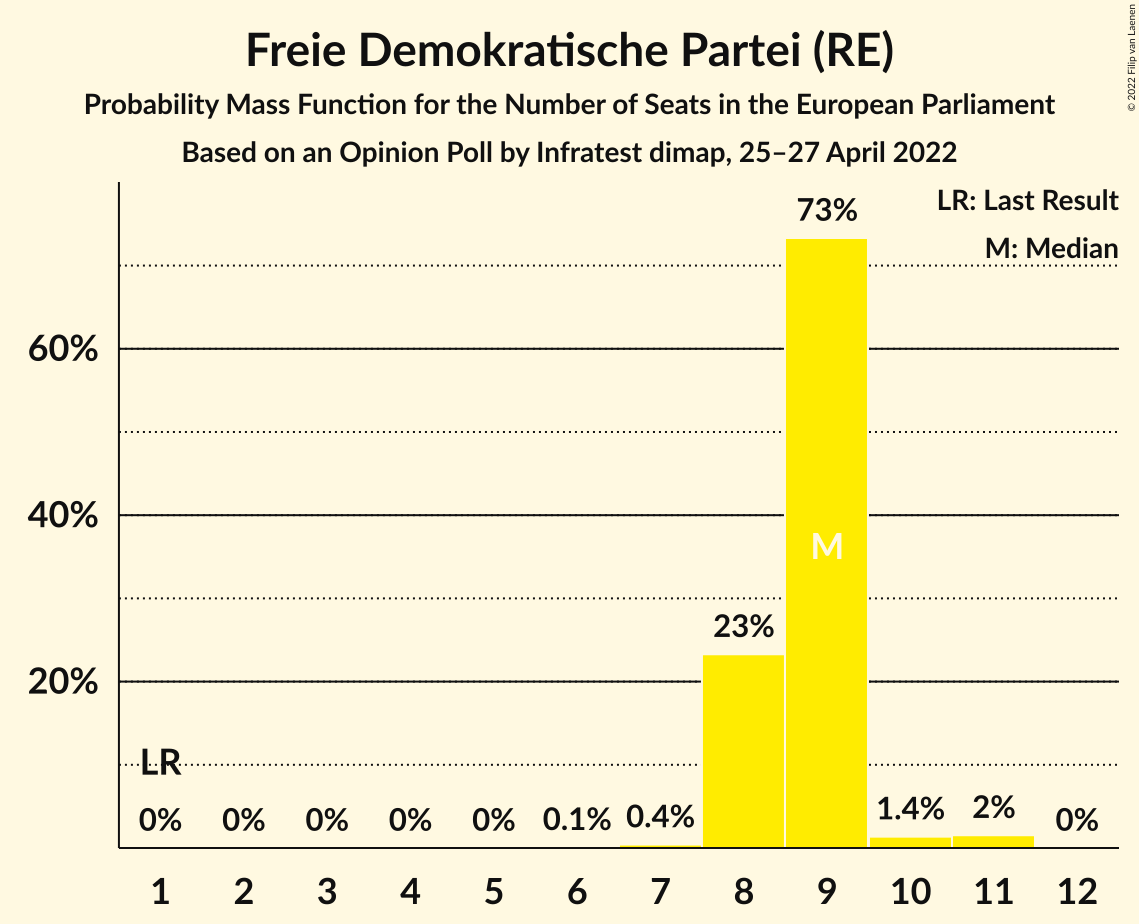 Freie Demokratische Partei (RE)
Probability Mass Function for the Number of Seats in the European Parliament
Based on an Opinion Poll by Infratest dimap, 25–27 April 2022
© 2022 Filip van Laenen
LR: Last Result
M: Median
73%
60%
40%
M
23%
20%
LR
0% 0% 0% 0% 0% 0.1% 0.4% 1.4% 2% 0%
1 2 3 4 5 6 7 8 9 10 11 12